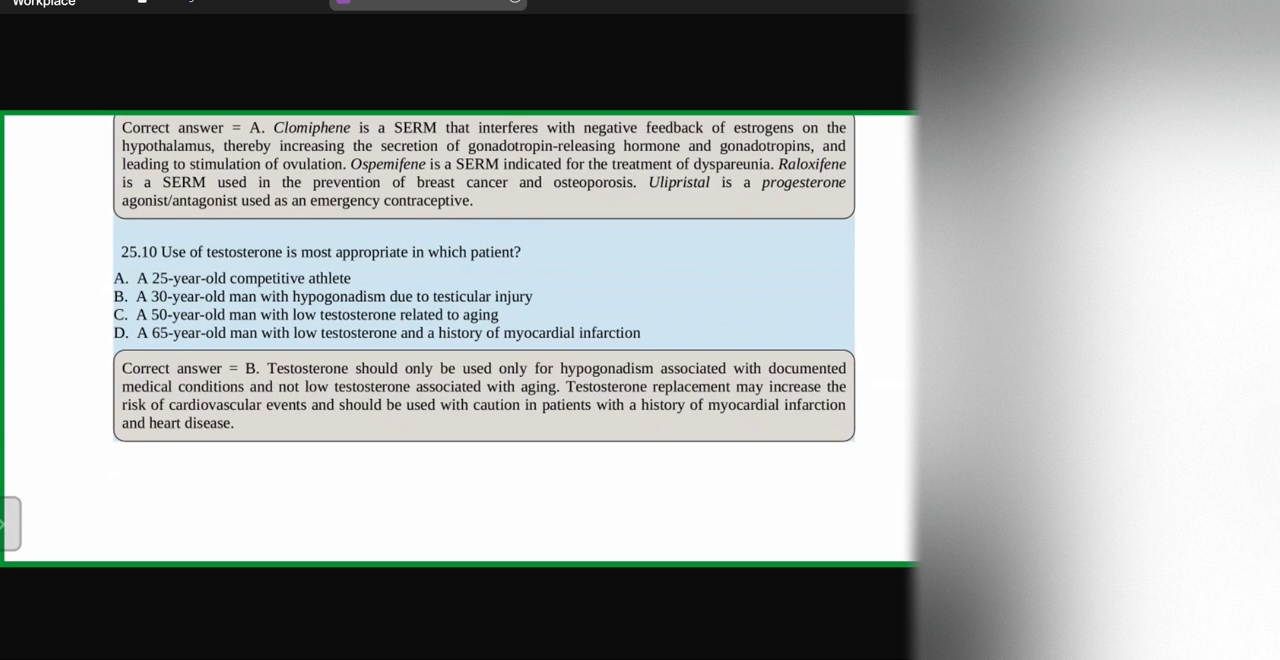 Workplace
Correct answer = A. Clomiphene is a SERM that interferes with negative feedback of estrogens on the
hypothalamus, thereby increasing the secretion of gonadotropin-releasing hormone and gonadotropins, and
leading to stimulation of ovulation. Ospemifene is a SERM indicated for the treatment of dyspareunia. Raloxifene
is a SERM used in the prevention of breast cancer and osteoporosis. Ulipristal is a progesterone
agonist/antagonist used as an emergency contraceptive.
25.10 Use of testosterone is most appropriate in which patient?
A. A 25-year-old competitive athlete
B. A 30-year-old man with hypogonadism due to testicular injury
C. A 50-year-old man with low testosterone related to aging
D. A 65-year-old man with low testosterone and a history of myocardial infarction
Correct answer = B. Testosterone should only be used only for hypogonadism associated with documented
medical conditions and not low testosterone associated with aging. Testosterone replacement may increase the
risk of cardiovascular events and should be used with caution in patients with a history of myocardial infarction
and heart disease.